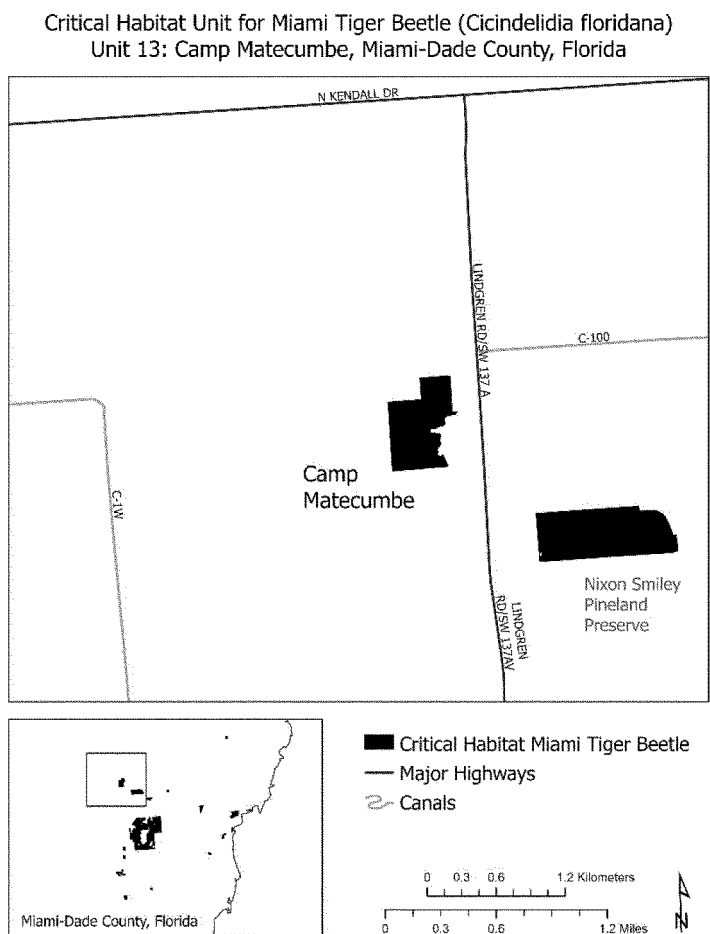 Critical Habitat Unit for Miami Tiger Beetle (Cicindelidia floridana)
Unit 13: Camp Matecumbe, Miami-Dade County, Florida
N KENDALL DR
LINDGREN RD/SW 137 A
C-100
C-1W
Camp
Matecumbe
Nixon Smiley
Pineland
Preserve
LINDGREN
RD/SW 137AV
Critical Habitat Miami Tiger Beetle
Major Highways
Canals
Miami-Dade County, Florida
0 0.3 0.6 1.2 Kilometers
0 0.3 0.6 1.2 Miles
N